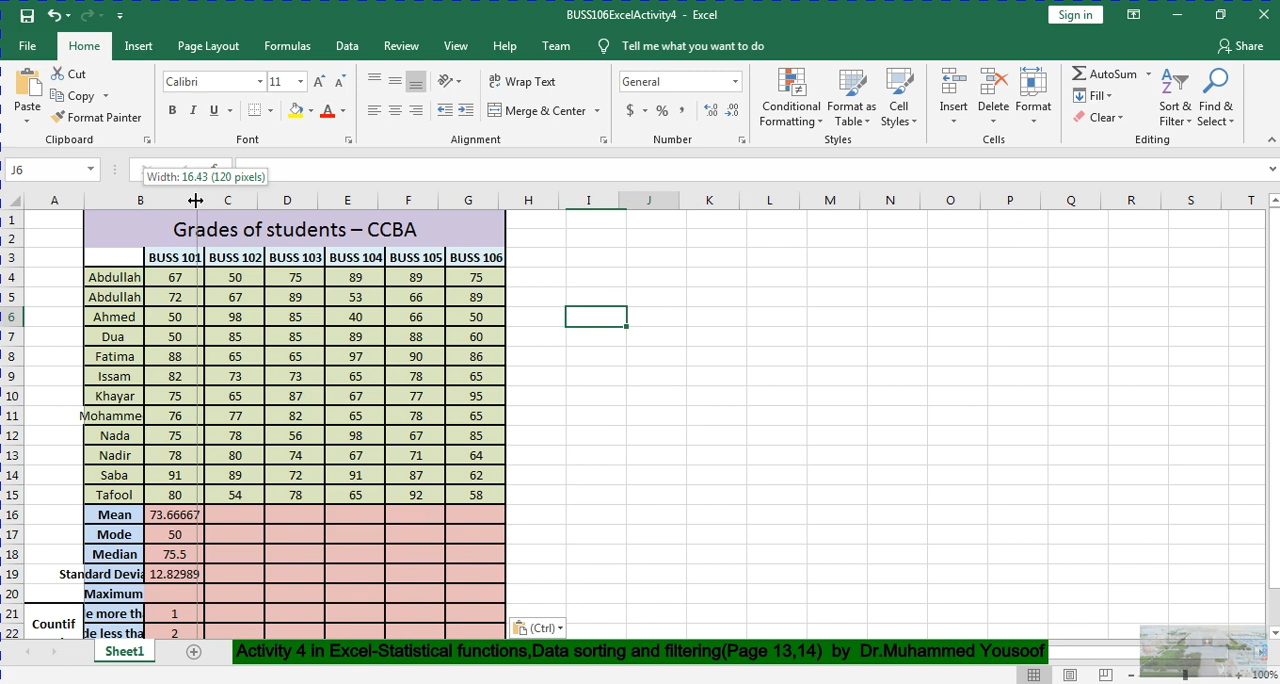 BUSS106ExcelActivity4 - Excel
Sign in
File Home Insert Page Layout Formulas Data Review View Help Team Tell me what you want to do Share
Paste Cut Copy Format Painter Clipboard
Calibri 11 B I U A Font
Wrap Text Merge & Center Alignment
General $ % , Number
Conditional Formatting Format as Table Cell Styles Styles
Insert Delete Format Cells
AutoSum Fill Clear Sort & Filter Find & Select Editing
J6
Width: 16.43 (120 pixels)
A B C D E F G H I J K L M N O P Q R S T
1 Grades of students – CCBA
2
3 BUSS 101 BUSS 102 BUSS 103 BUSS 104 BUSS 105 BUSS 106
4 Abdullah 67 50 75 89 89 75
5 Abdullah 72 67 89 53 66 89
6 Ahmed 50 98 85 40 66 50
7 Dua 50 85 85 89 88 60
8 Fatima 88 65 65 97 90 86
9 Issam 82 73 73 65 78 65
10 Khayar 75 65 87 67 77 95
11 Mohamme 76 77 82 65 78 65
12 Nada 75 78 56 98 67 85
13 Nadir 78 80 74 67 71 64
14 Saba 91 89 72 91 87 62
15 Tafool 80 54 78 65 92 58
16 Mean 73.66667
17 Mode 50
18 Median 75.5
19 Standard Devia 12.82989
20 Maximum
21 Countif e more tha 1
22 de less tha 2
(Ctrl)
Sheet1
Activity 4 in Excel-Statistical functions,Data sorting and filtering(Page 13,14) by Dr.Muhammed Yousoof
100%